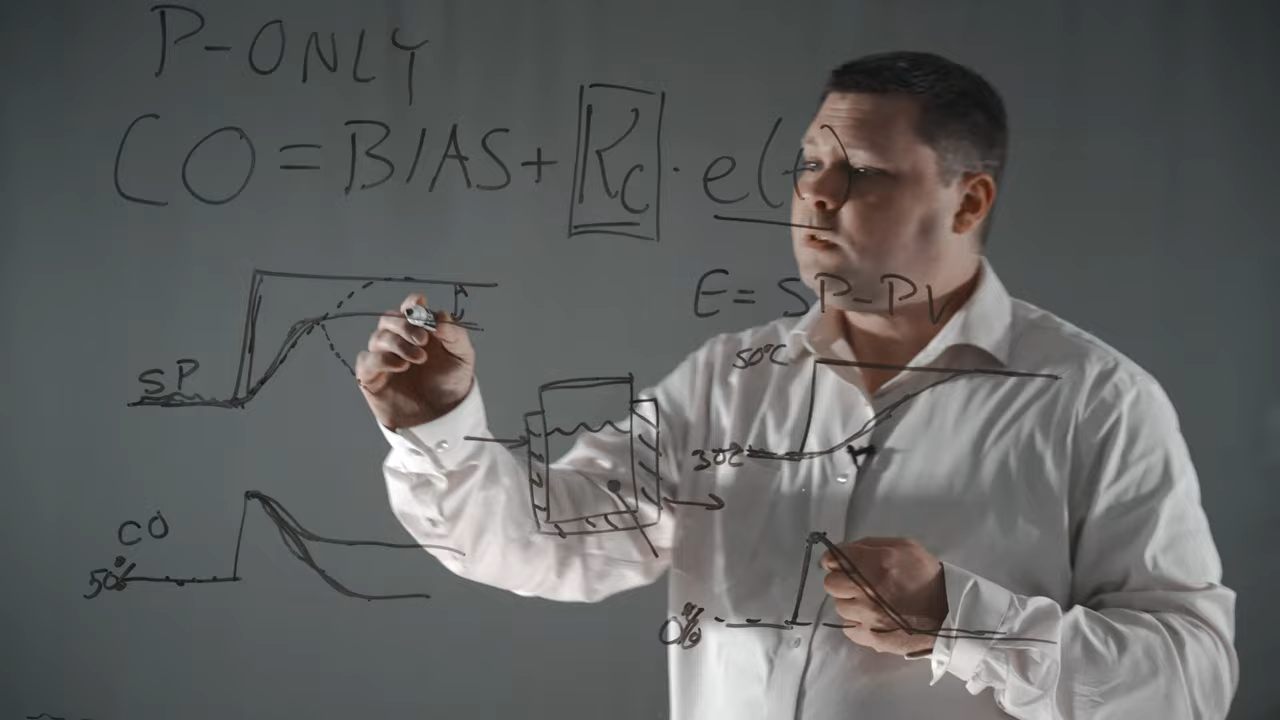 P-ONLY
CO=BIAS+Kc·e(t)
E=SP-PV
50°C
SP
30°C
CO
50%
0%